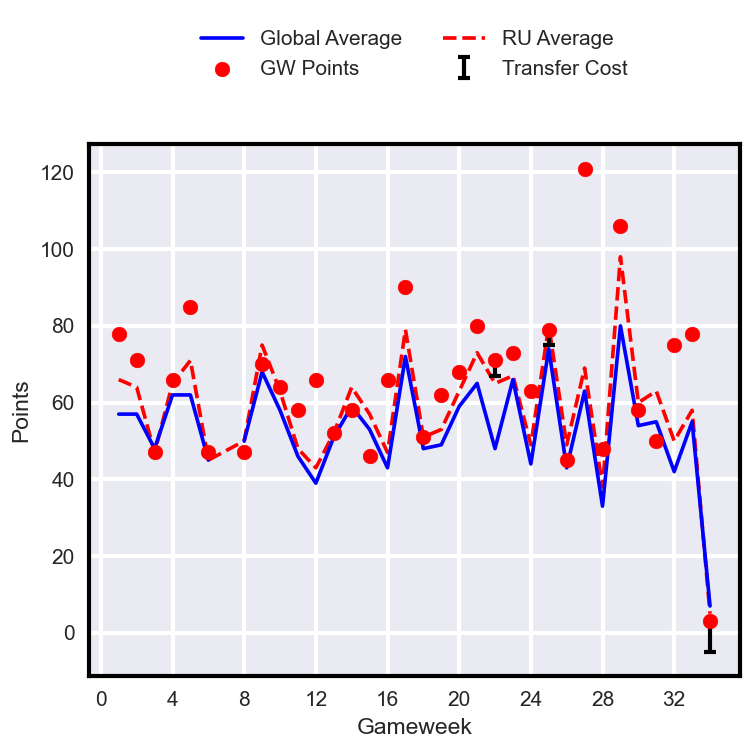 Global Average
RU Average
GW Points
Transfer Cost
120
100
80
60
40
20
0
Points
0 4 8 12 16 20 24 28 32
Gameweek